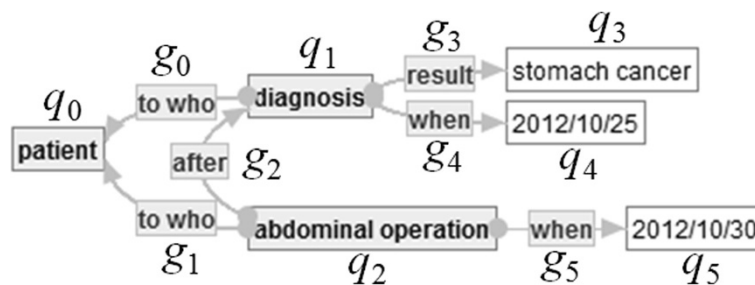 q0 patient
g0 to who
q1 diagnosis
g3 result
q3 stomach cancer
g4 when
q4 2012/10/25
g2 after
g1 to who
q2 abdominal operation
g5 when
q5 2012/10/30